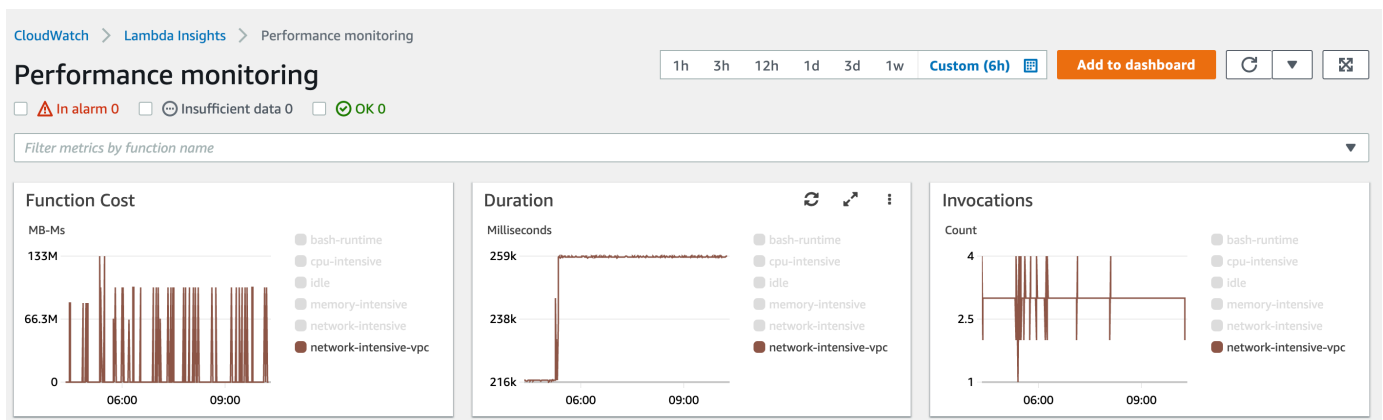 CloudWatch > Lambda Insights > Performance monitoring
Performance monitoring
1h 3h 12h 1d 3d 1w Custom (6h)
Add to dashboard
In alarm 0 Insufficient data 0 OK 0
Filter metrics by function name
Function Cost
MB-Ms
133M
66.3M
0
06:00 09:00
bash-runtime
cpu-intensive
idle
memory-intensive
network-intensive
network-intensive-vpc
Duration
Milliseconds
259k
238k
216k
06:00 09:00
bash-runtime
cpu-intensive
idle
memory-intensive
network-intensive
network-intensive-vpc
Invocations
Count
4
2.5
1
06:00 09:00
bash-runtime
cpu-intensive
idle
memory-intensive
network-intensive
network-intensive-vpc